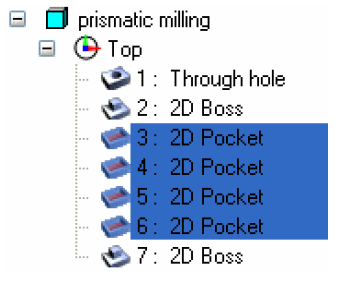 prismatic milling
Top
1 : Through hole
2 : 2D Boss
3 : 2D Pocket
4 : 2D Pocket
5 : 2D Pocket
6 : 2D Pocket
7 : 2D Boss